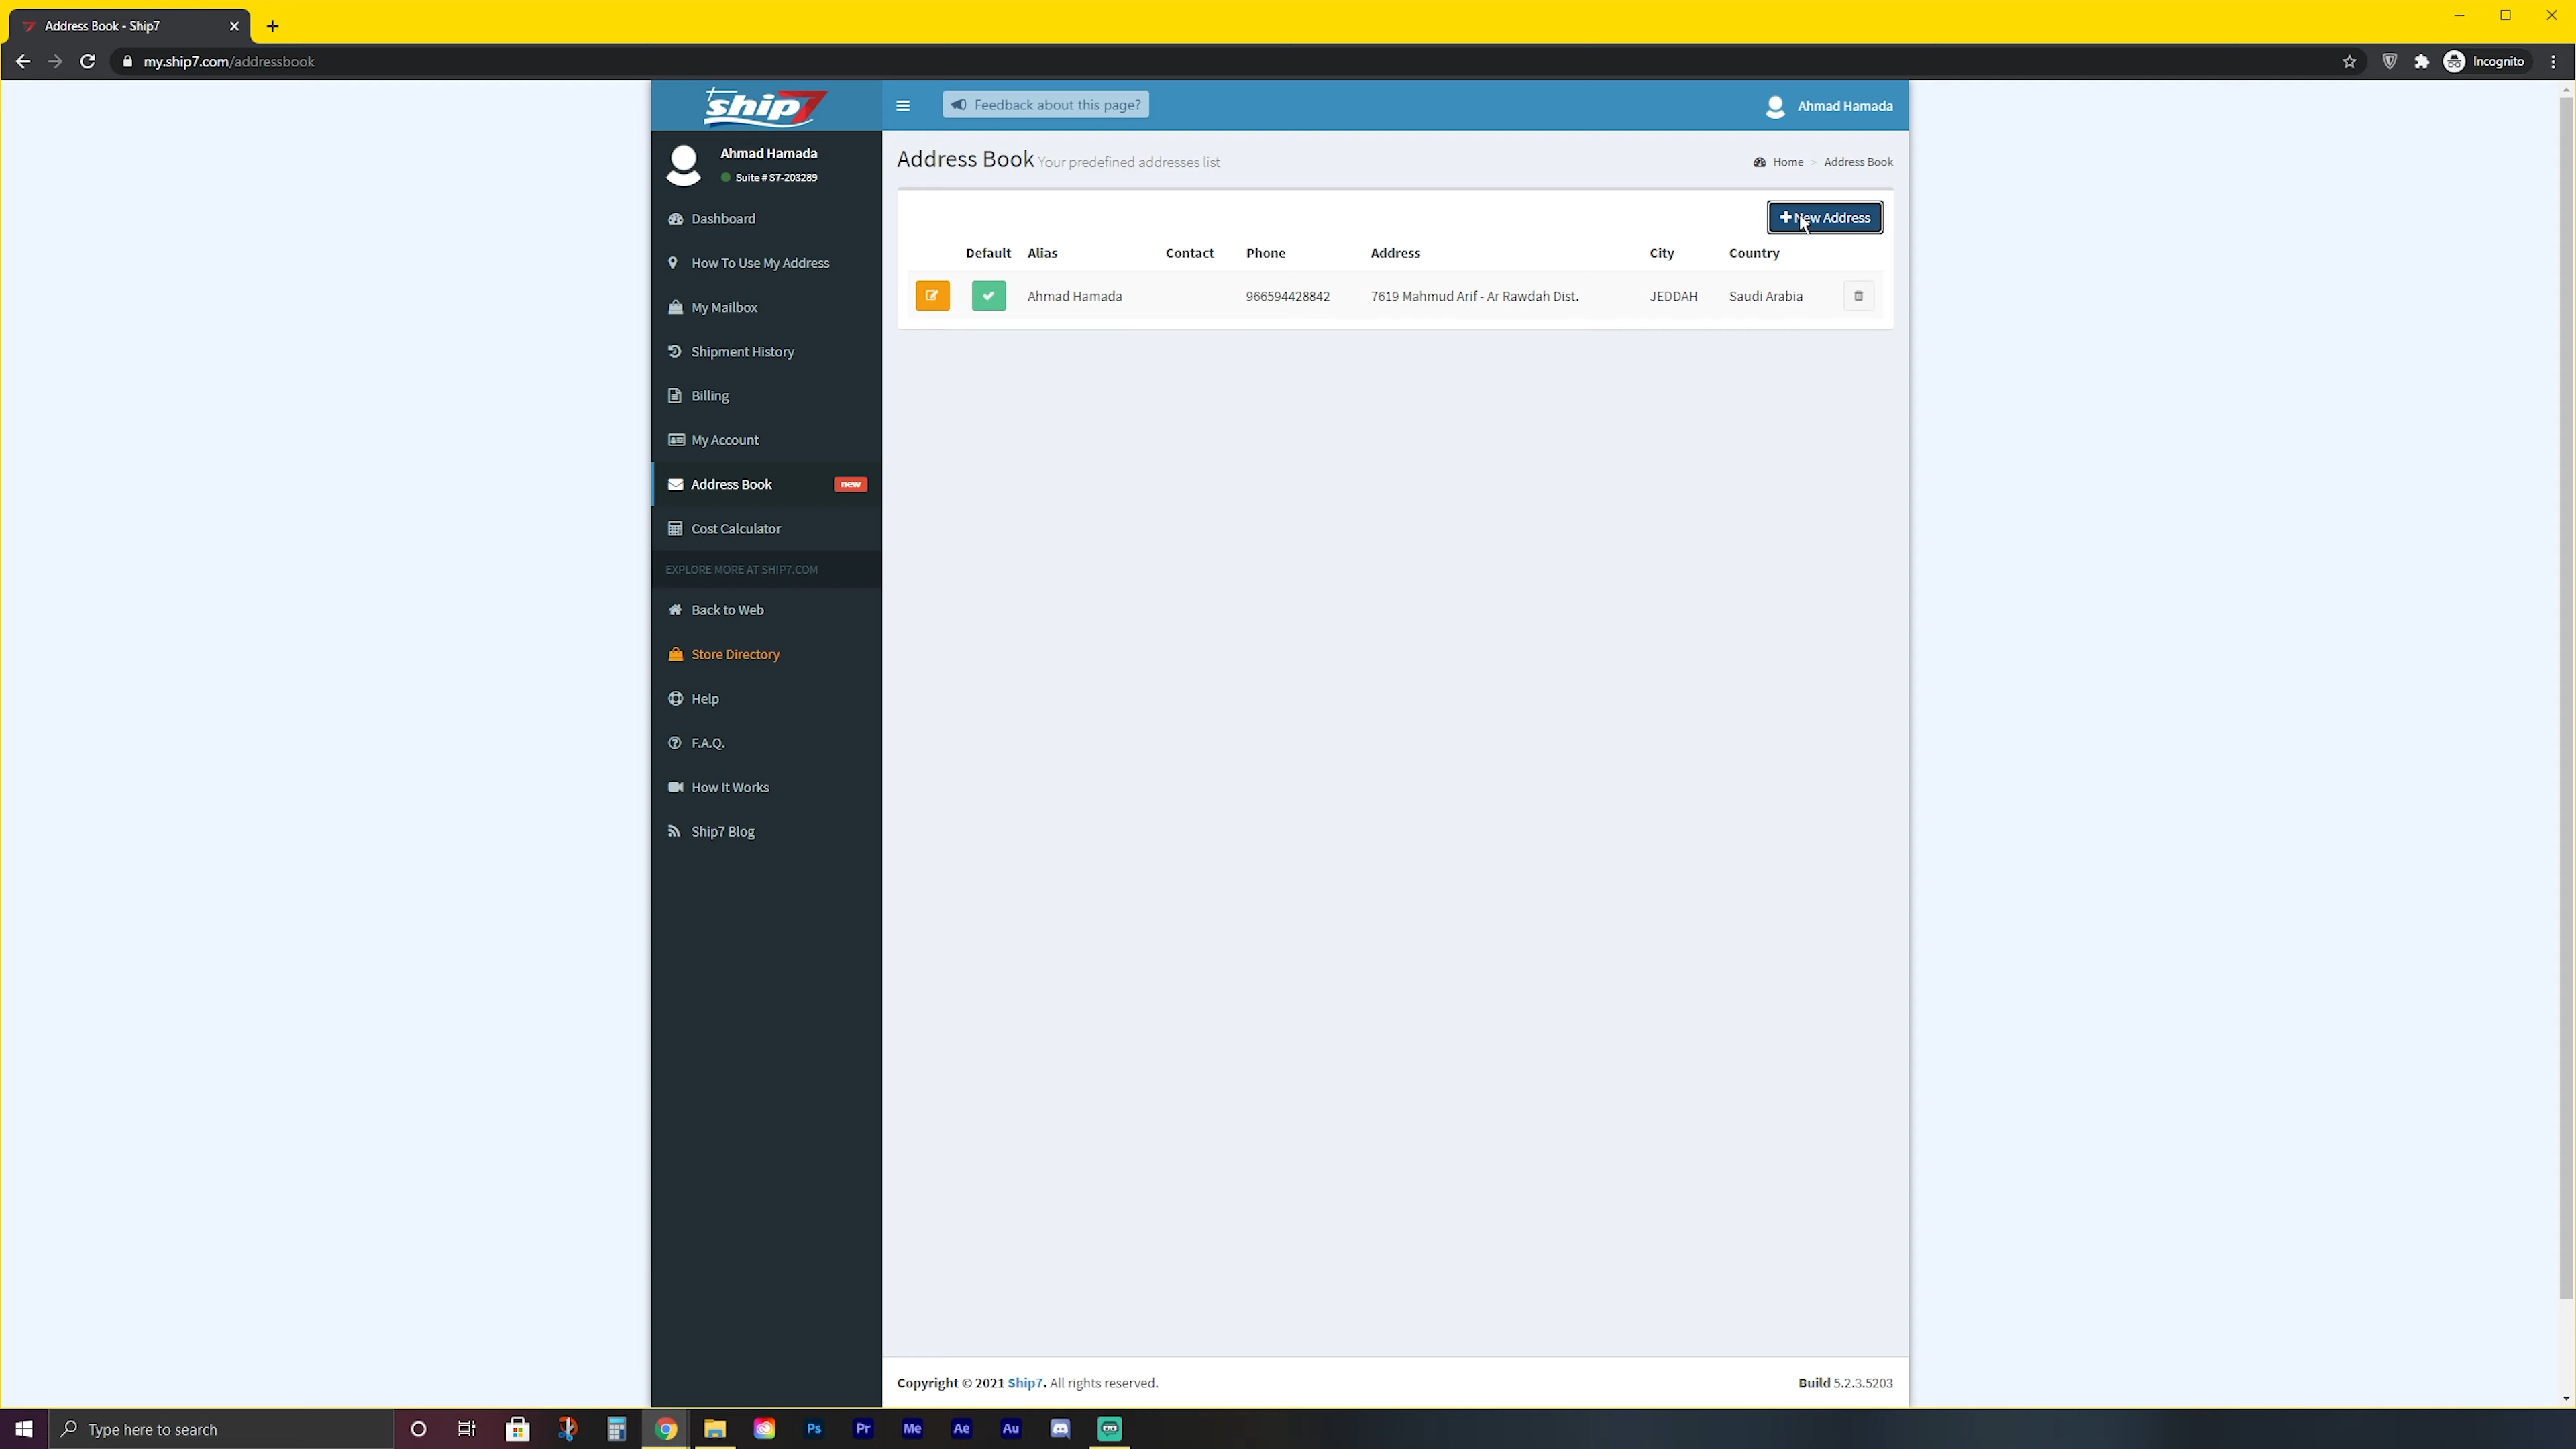 Address Book - Ship7
my.ship7.com/addressbook
Incognito
ship7
Feedback about this page?
Ahmad Hamada
Ahmad Hamada
Suite # S7-203289
Address Book Your predefined addresses list
Home > Address Book
New Address
Dashboard
How To Use My Address
My Mailbox
Shipment History
Billing
My Account
Address Book new
Cost Calculator
EXPLORE MORE AT SHIP7.COM
Back to Web
Store Directory
Help
F.A.Q.
How It Works
Ship7 Blog
Default Alias Contact Phone Address City Country
Ahmad Hamada 966594428842 7619 Mahmud Arif - Ar Rawdah Dist. JEDDAH Saudi Arabia
Copyright © 2021 Ship7. All rights reserved.
Build 5.2.3.5203
Type here to search
Ps Pr Me Ae Au